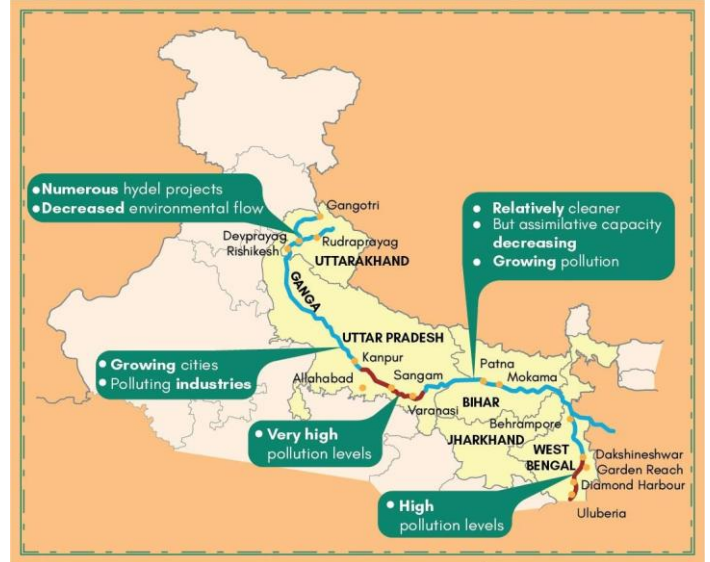 ● Numerous hydel projects
● Decreased environmental flow
Gangotri
Devprayag
Rudraprayag
Rishikesh
UTTARAKHAND
● Relatively cleaner
● But assimilative capacity
decreasing
● Growing pollution
GANGA
UTTAR PRADESH
● Growing cities
● Polluting industries
Kanpur
Allahabad
Sangam
Varanasi
Patna
Mokama
BIHAR
Behrampore
JHARKHAND
● Very high
pollution levels
WEST
BENGAL
Dakshineshwar
Garden Reach
Diamond Harbour
Uluberia
● High
pollution levels